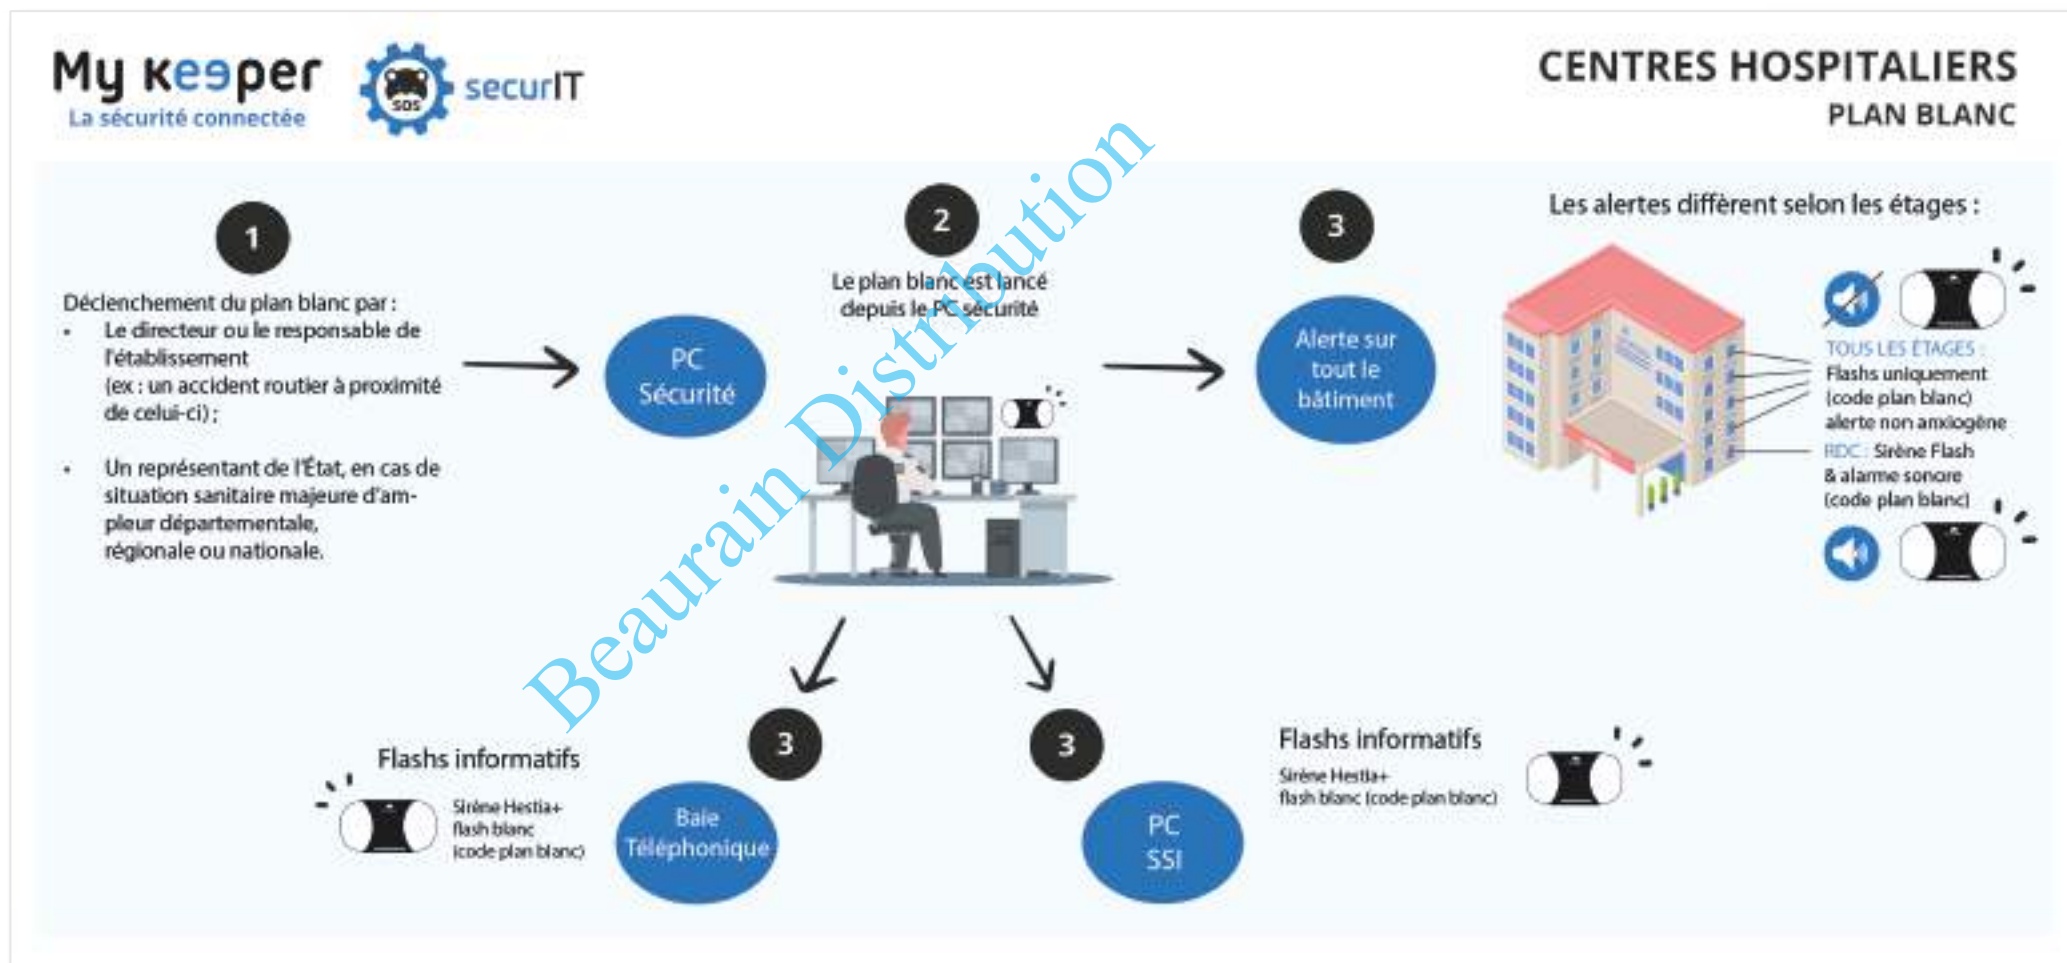 My keeper
La sécurité connectée
SOS
securIT
CENTRES HOSPITALIERS
PLAN BLANC
1
Déclenchement du plan blanc par :
• Le directeur ou le responsable de
l'établissement
(ex : un accident routier à proximité
de celui-ci) ;
• Un représentant de l'État, en cas de
situation sanitaire majeure d'am-
pleur départementale,
régionale ou nationale.
PC
Sécurité
2
Le plan blanc est lancé
depuis le PC sécurité
3
Alerte sur
tout le
bâtiment
Les alertes diffèrent selon les étages :
TOUS LES ÉTAGES :
Flashs uniquement
(code plan blanc)
alerte non anxiogène
RDC : Sirène Flash
& alarme sonore
(code plan blanc)
3
Flashs informatifs
Sirène Hestia+
flash blanc
(code plan blanc)
Baie
Téléphonique
3
PC
SSI
Flashs informatifs
Sirène Hestia+
flash blanc (code plan blanc)
Beaurain Distribution